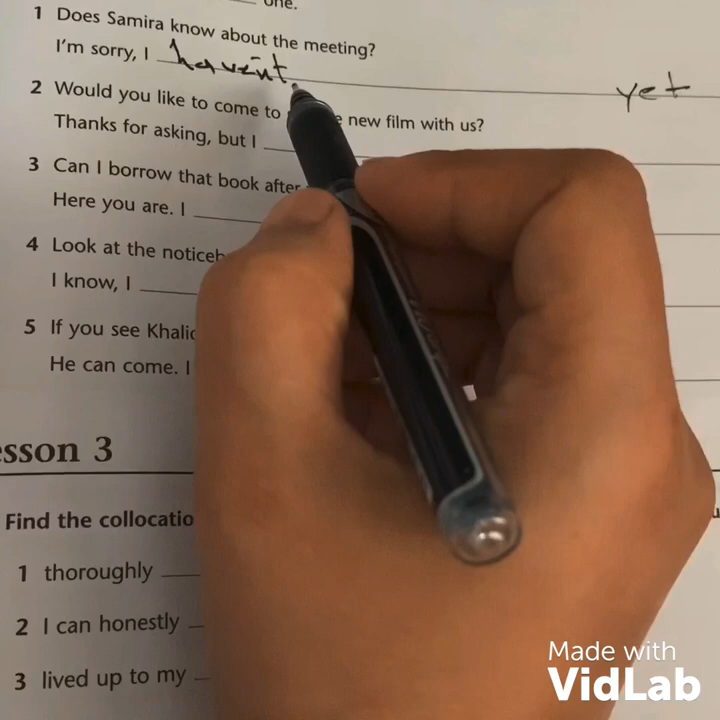 one.
1 Does Samira know about the meeting?
I'm sorry, I haven't yet
2 Would you like to come to new film with us?
Thanks for asking, but I
3 Can I borrow that book after
Here you are. I
4 Look at the noticeb
I know, I
5 If you see Khalid
He can come. I
esson 3
Find the collocatio
1 thoroughly
2 I can honestly
3 lived up to my
Made with
VidLab